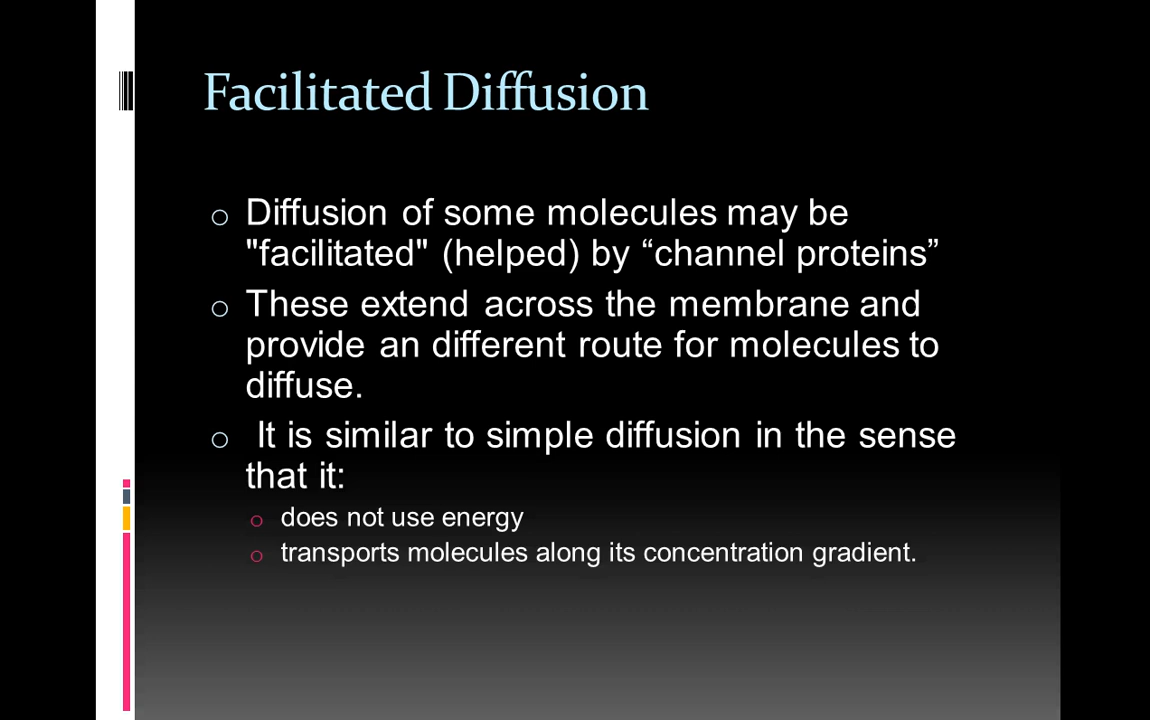 Facilitated Diffusion
o Diffusion of some molecules may be
"facilitated" (helped) by “channel proteins”
o These extend across the membrane and
provide an different route for molecules to
diffuse.
o It is similar to simple diffusion in the sense
that it:
o does not use energy
o transports molecules along its concentration gradient.